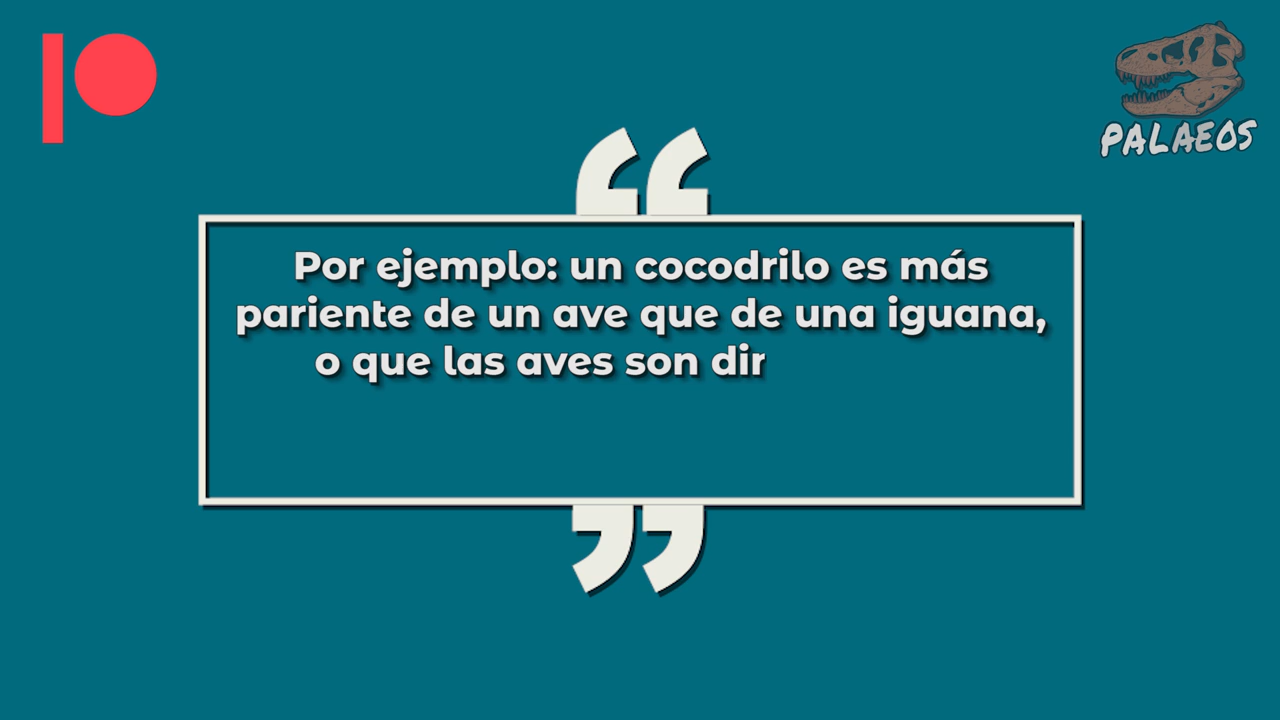 PALAEOS
Por ejemplo: un cocodrilo es más
pariente de un ave que de una iguana,
o que las aves son dir